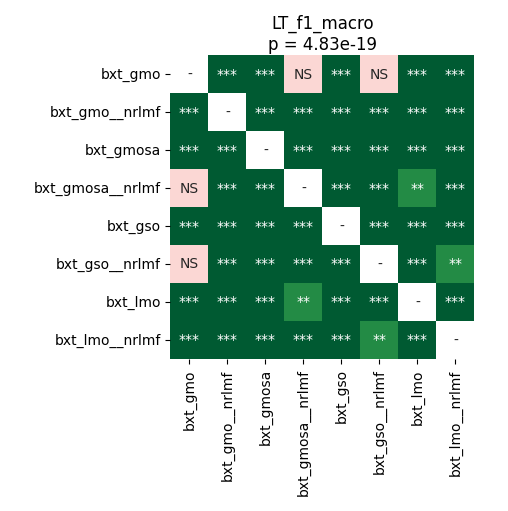 LT_f1_macro
p = 4.83e-19
bxt_gmo - *** *** NS *** NS *** ***
bxt_gmo__nrlmf *** - *** *** *** *** *** ***
bxt_gmosa *** *** - *** *** *** *** ***
bxt_gmosa__nrlmf NS *** *** - *** *** ** ***
bxt_gso *** *** *** *** - *** *** ***
bxt_gso__nrlmf NS *** *** *** *** - *** **
bxt_lmo *** *** *** ** *** *** - ***
bxt_lmo__nrlmf *** *** *** *** *** ** *** -
bxt_gmo
bxt_gmo__nrlmf
bxt_gmosa
bxt_gmosa__nrlmf
bxt_gso
bxt_gso__nrlmf
bxt_lmo
bxt_lmo__nrlmf